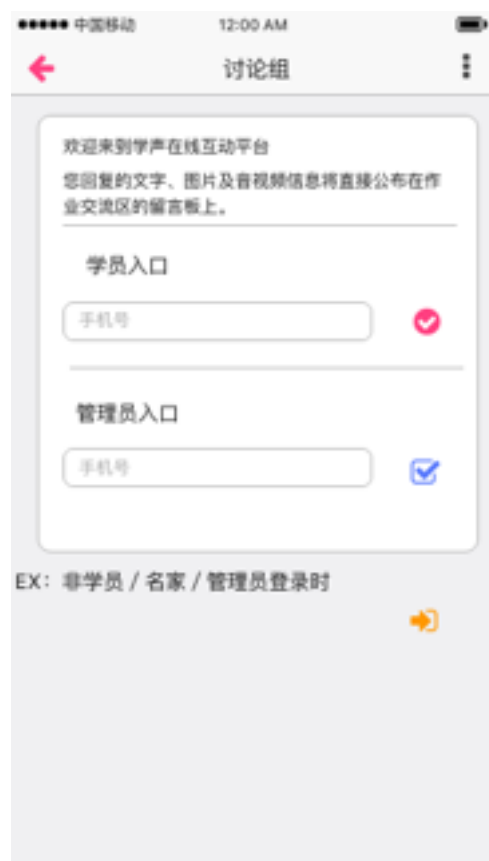 中国移动 12:00 AM
讨论组
欢迎来到学声在线互动平台
您回复的文字、图片及音视频信息将直接公布在作
业交流区的留言板上。
学员入口
手机号
管理员入口
手机号
EX：非学员 / 名家 / 管理员登录时